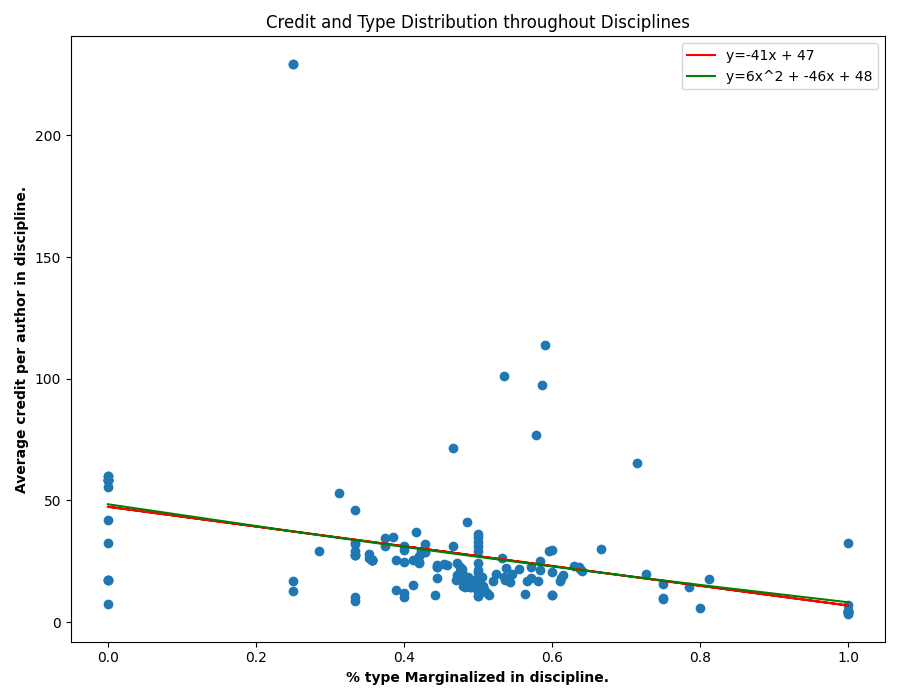 Credit and Type Distribution throughout Disciplines
y=-41x + 47
y=6x^2 + -46x + 48
Average credit per author in discipline.
200
150
100
50
0
0.0 0.2 0.4 0.6 0.8 1.0
% type Marginalized in discipline.